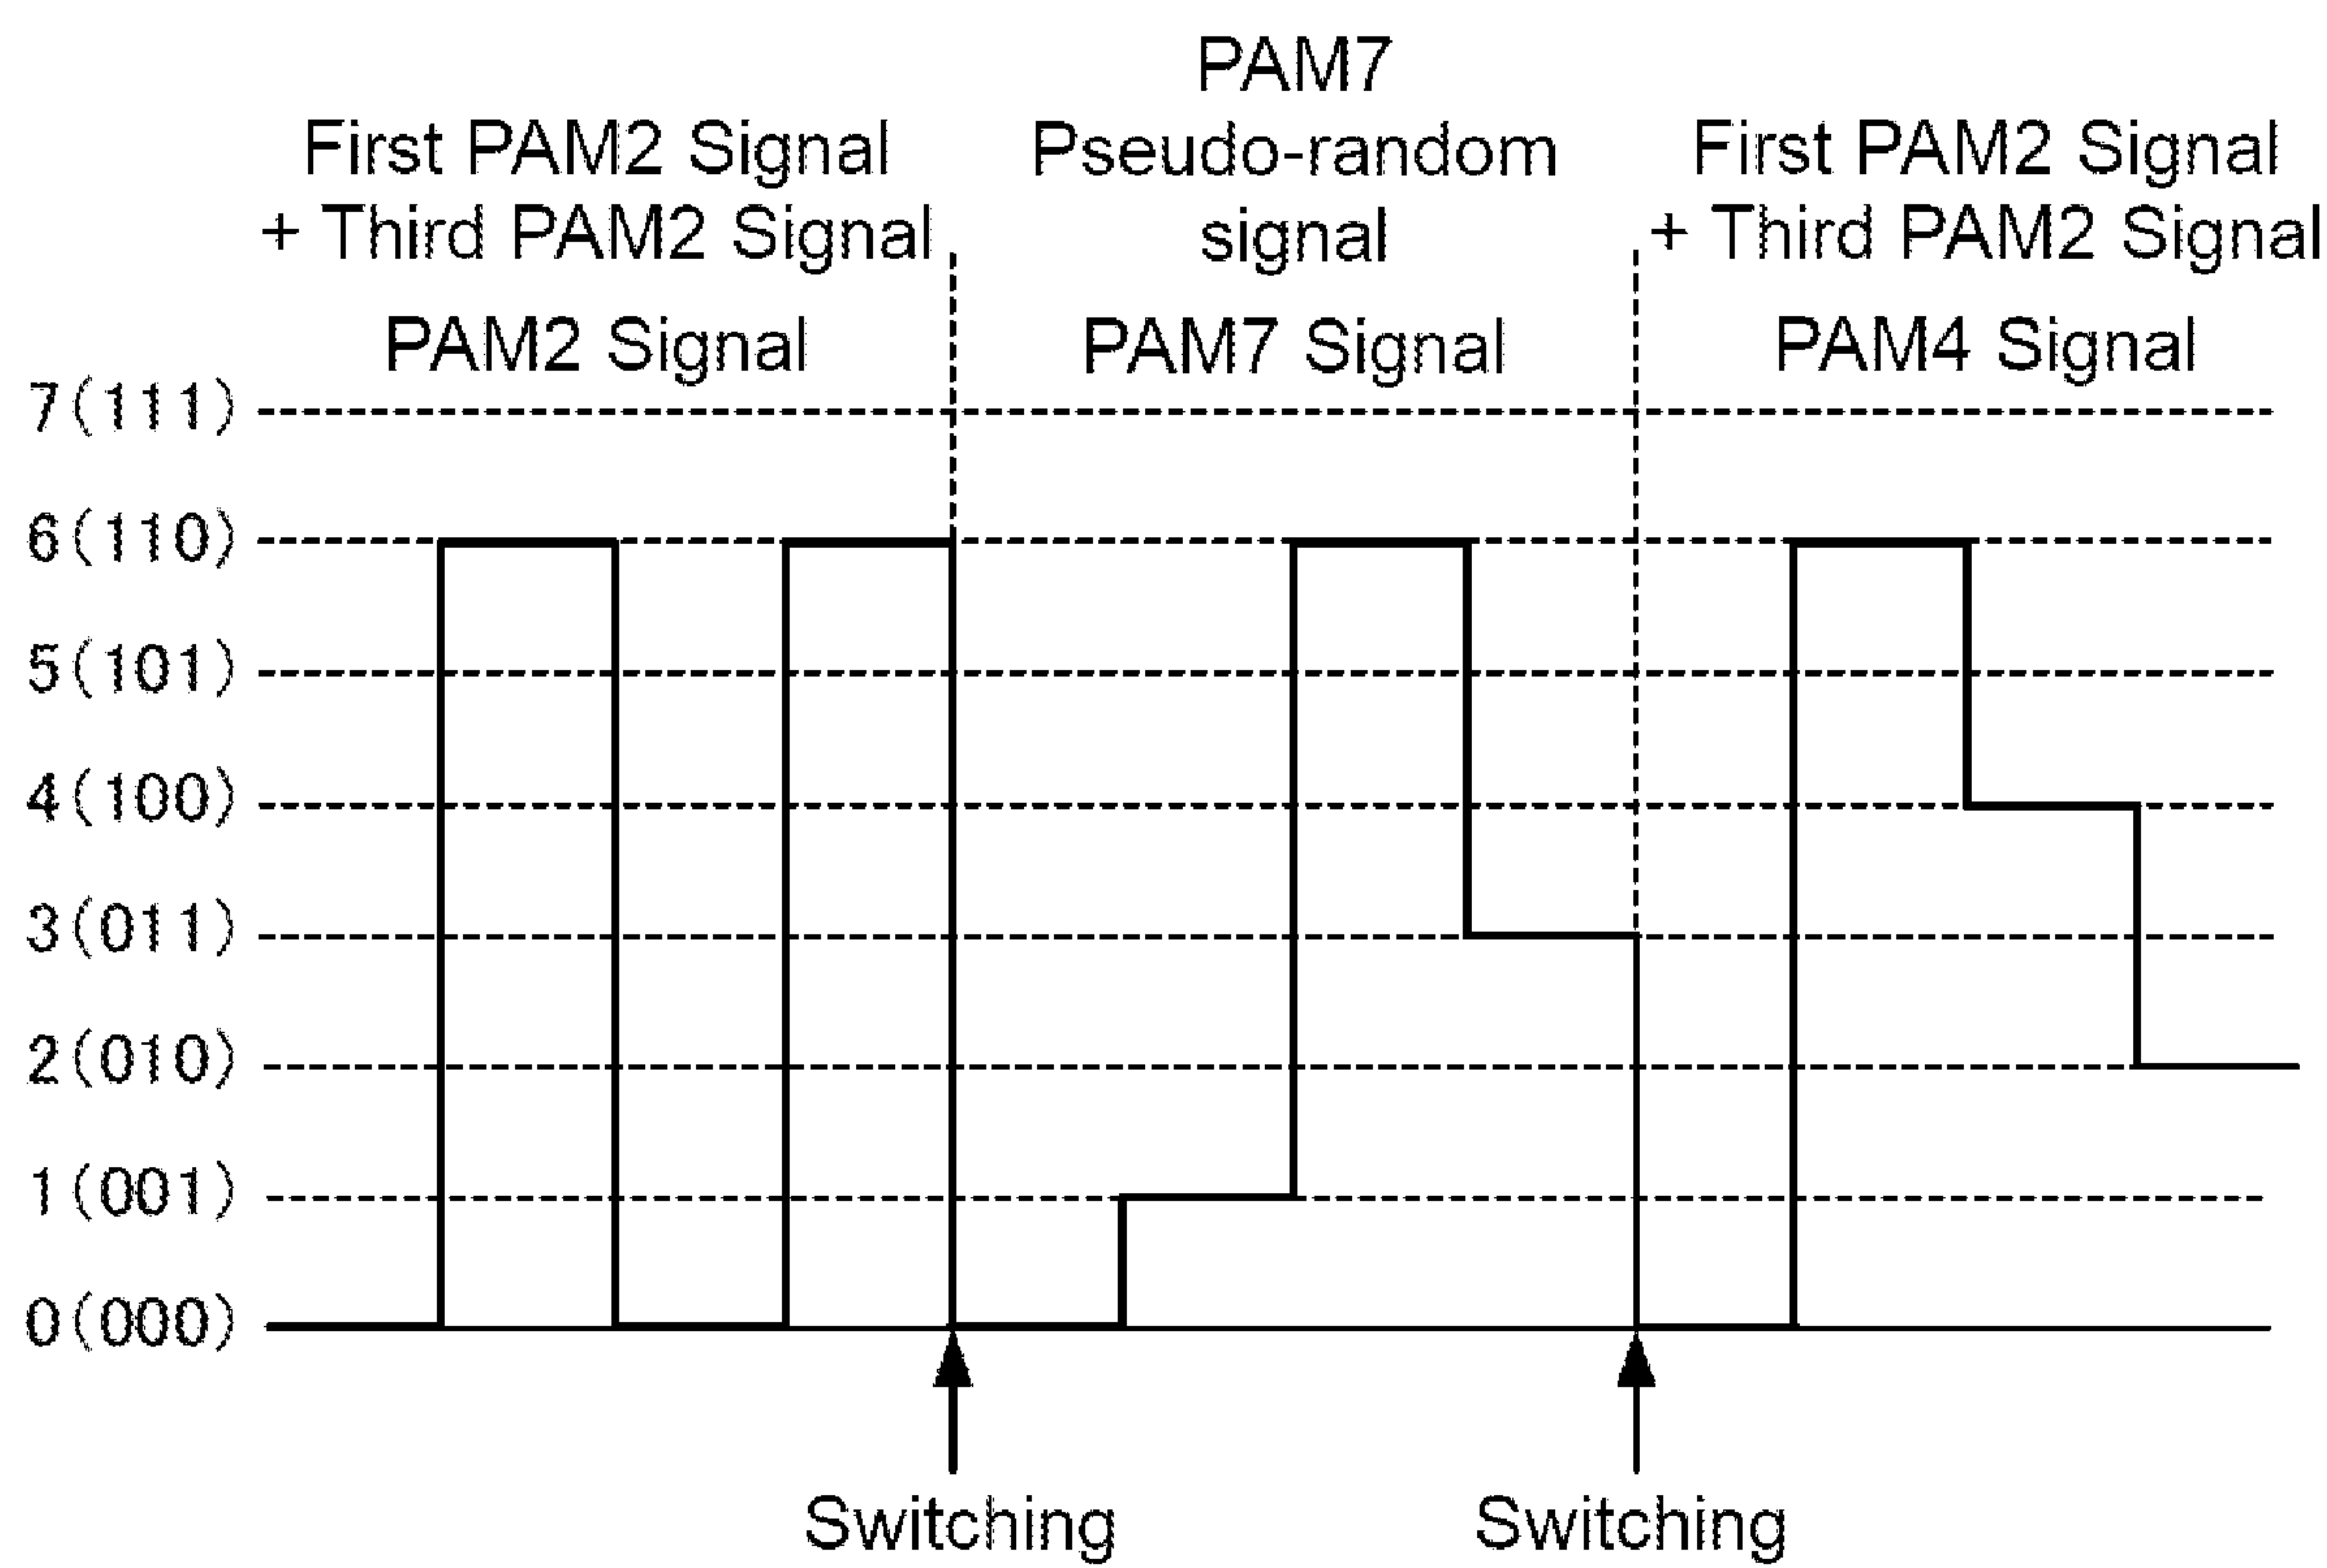 First PAM2 Signal
+ Third PAM2 Signal
PAM2 Signal
PAM7
Pseudo-random
signal
PAM7 Signal
First PAM2 Signal
+ Third PAM2 Signal
PAM4 Signal
7(111)
6(110)
5(101)
4(100)
3(011)
2(010)
1(001)
0(000)
Switching
Switching